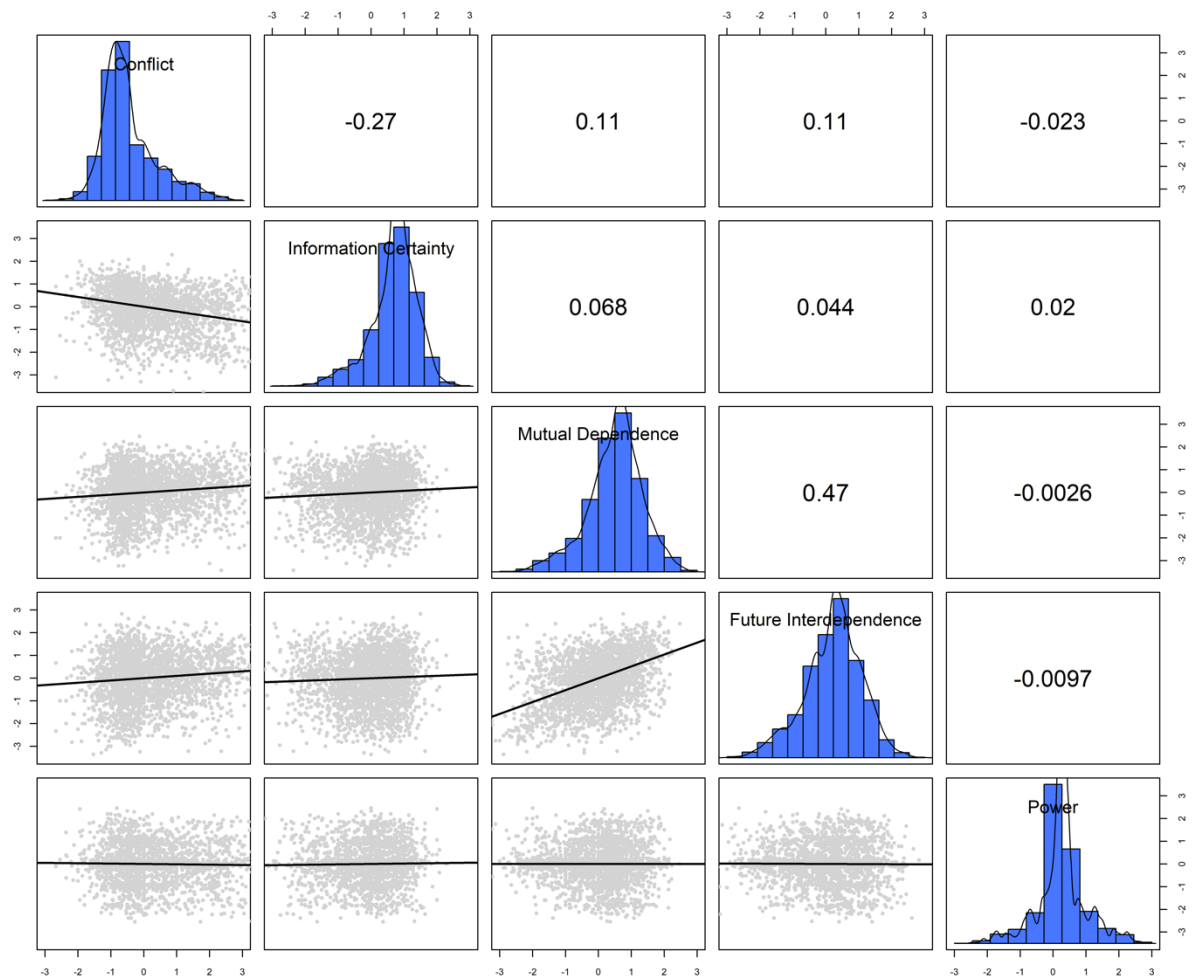 -3 -2 -1 0 1 2 3
-3 -2 -1 0 1 2 3
Conflict
-0.27
0.11
0.11
-0.023
-3 -2 -1 0 1 2 3
-3 -2 -1 0 1 2 3
Information Certainty
0.068
0.044
0.02
Mutual Dependence
0.47
-0.0026
-3 -2 -1 0 1 2 3
-3 -2 -1 0 1 2 3
Future Interdependence
-0.0097
Power
-3 -2 -1 0 1 2 3
-3 -2 -1 0 1 2 3
-3 -2 -1 0 1 2 3
-3 -2 -1 0 1 2 3